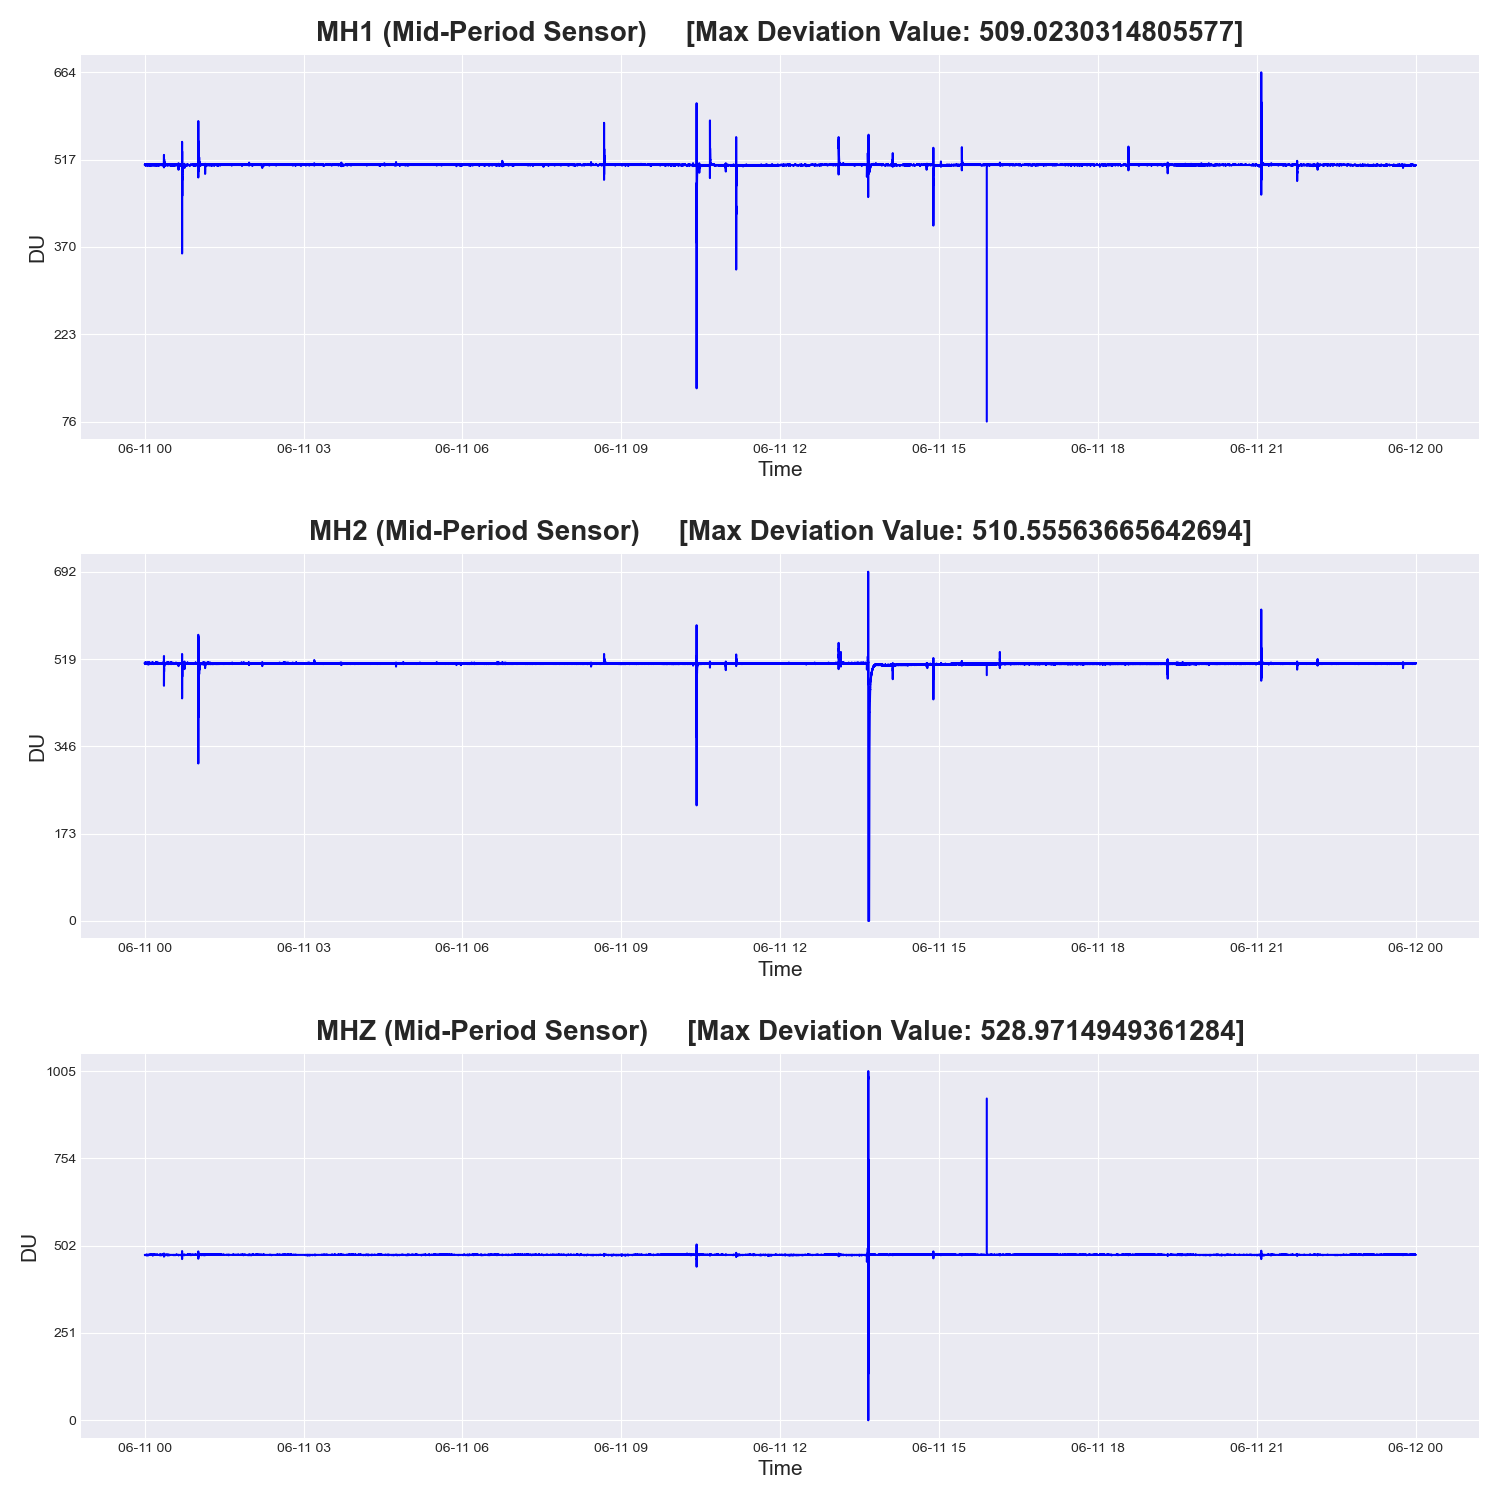 MH1 (Mid-Period Sensor) [Max Deviation Value: 509.0230314805577]
664
517
370
223
76
DU
06-11 00 06-11 03 06-11 06 06-11 09 06-11 12 06-11 15 06-11 18 06-11 21 06-12 00
Time
MH2 (Mid-Period Sensor) [Max Deviation Value: 510.55563665642694]
692
519
346
173
0
DU
06-11 00 06-11 03 06-11 06 06-11 09 06-11 12 06-11 15 06-11 18 06-11 21 06-12 00
Time
MHZ (Mid-Period Sensor) [Max Deviation Value: 528.9714949361284]
1005
754
502
251
0
DU
06-11 00 06-11 03 06-11 06 06-11 09 06-11 12 06-11 15 06-11 18 06-11 21 06-12 00
Time